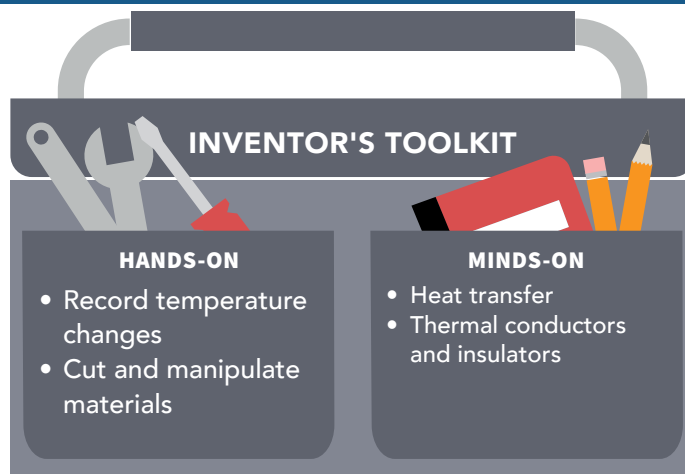 INVENTOR'S TOOLKIT
HANDS-ON
• Record temperature
changes
• Cut and manipulate
materials
MINDS-ON
• Heat transfer
• Thermal conductors
and insulators